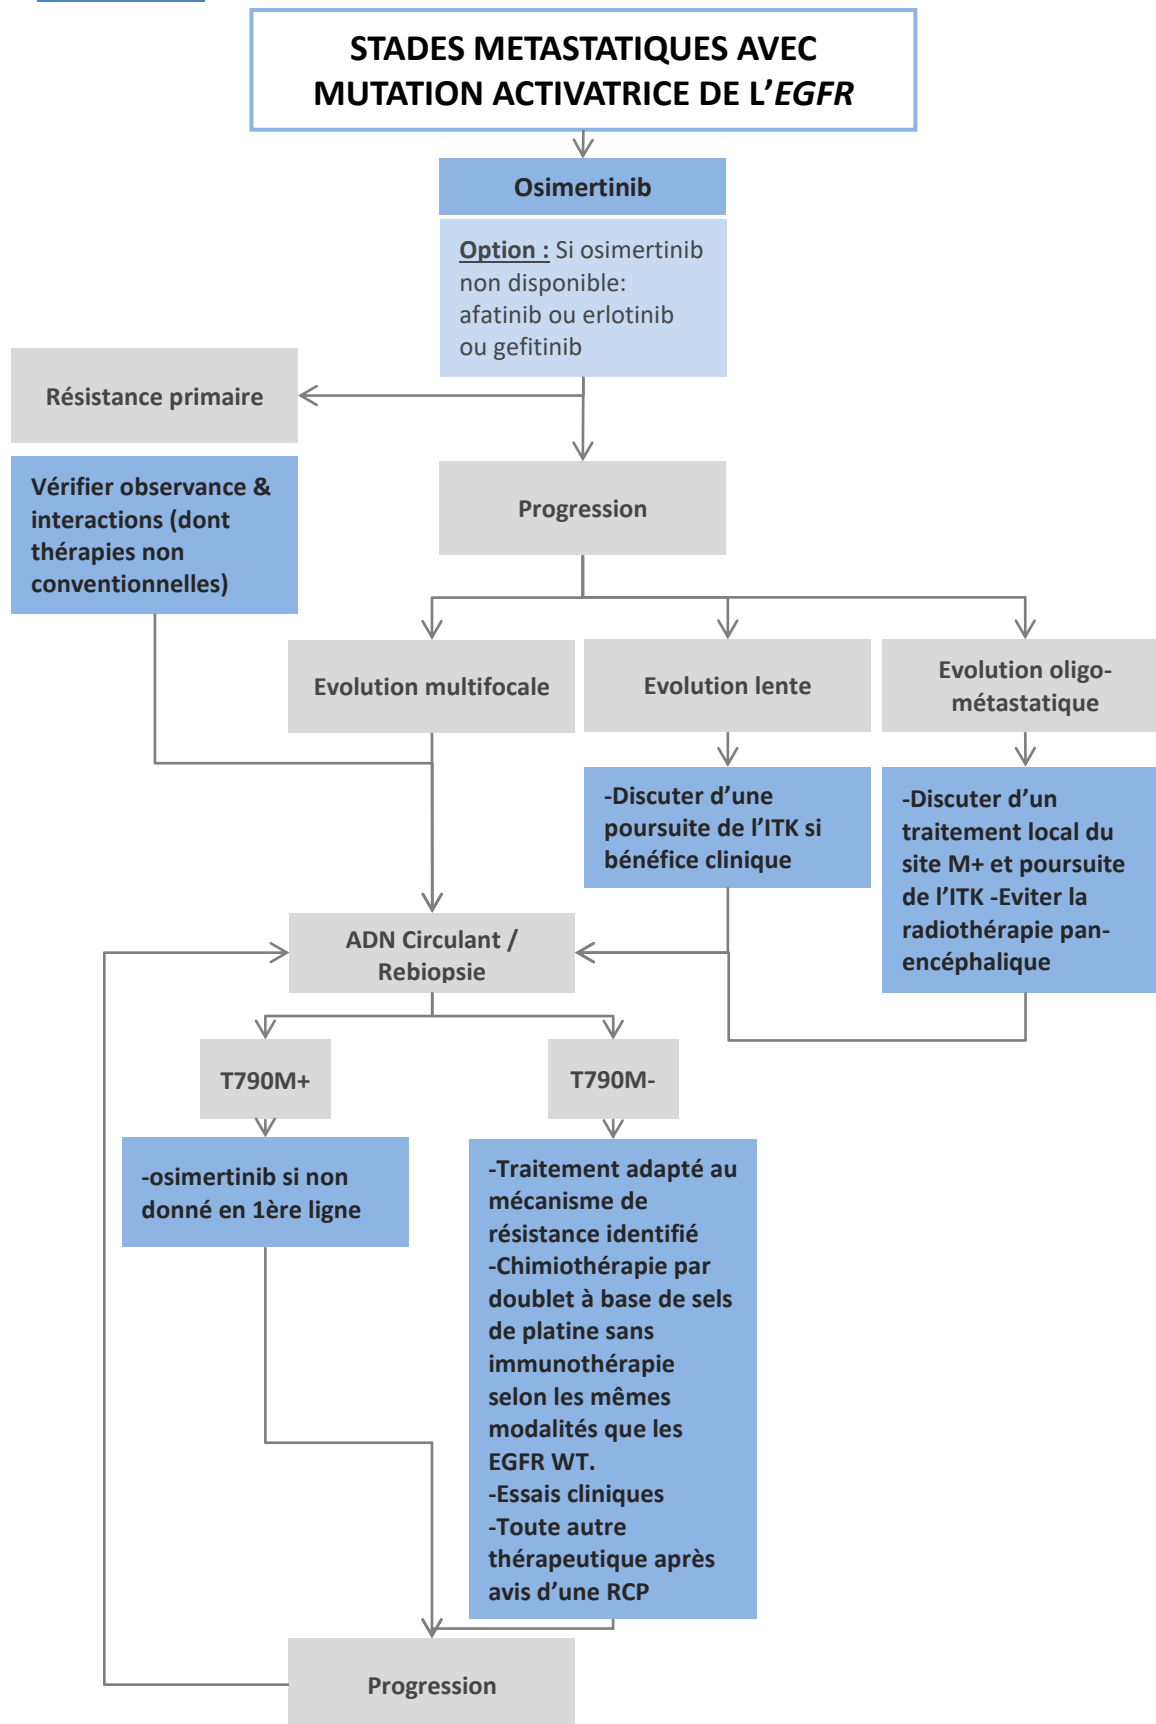 STADES METASTATIQUES AVEC
MUTATION ACTIVATRICE DE L’EGFR
Osimertinib
Option : Si osimertinib
non disponible:
afatinib ou erlotinib
ou gefitinib
Résistance primaire
Vérifier observance &
interactions (dont
thérapies non
conventionnelles)
Progression
Evolution multifocale
Evolution lente
Evolution oligo-
métastatique
-Discuter d’une
poursuite de l’ITK si
bénéfice clinique
-Discuter d’un
traitement local du
site M+ et poursuite
de l’ITK -Eviter la
radiothérapie pan-
encéphalique
ADN Circulant /
Rebiopsie
T790M+
T790M-
-osimertinib si non
donné en 1ère ligne
-Traitement adapté au
mécanisme de
résistance identifié
-Chimiothérapie par
doublet à base de sels
de platine sans
immunothérapie
selon les mêmes
modalités que les
EGFR WT.
-Essais cliniques
-Toute autre
thérapeutique après
avis d’une RCP
Progression